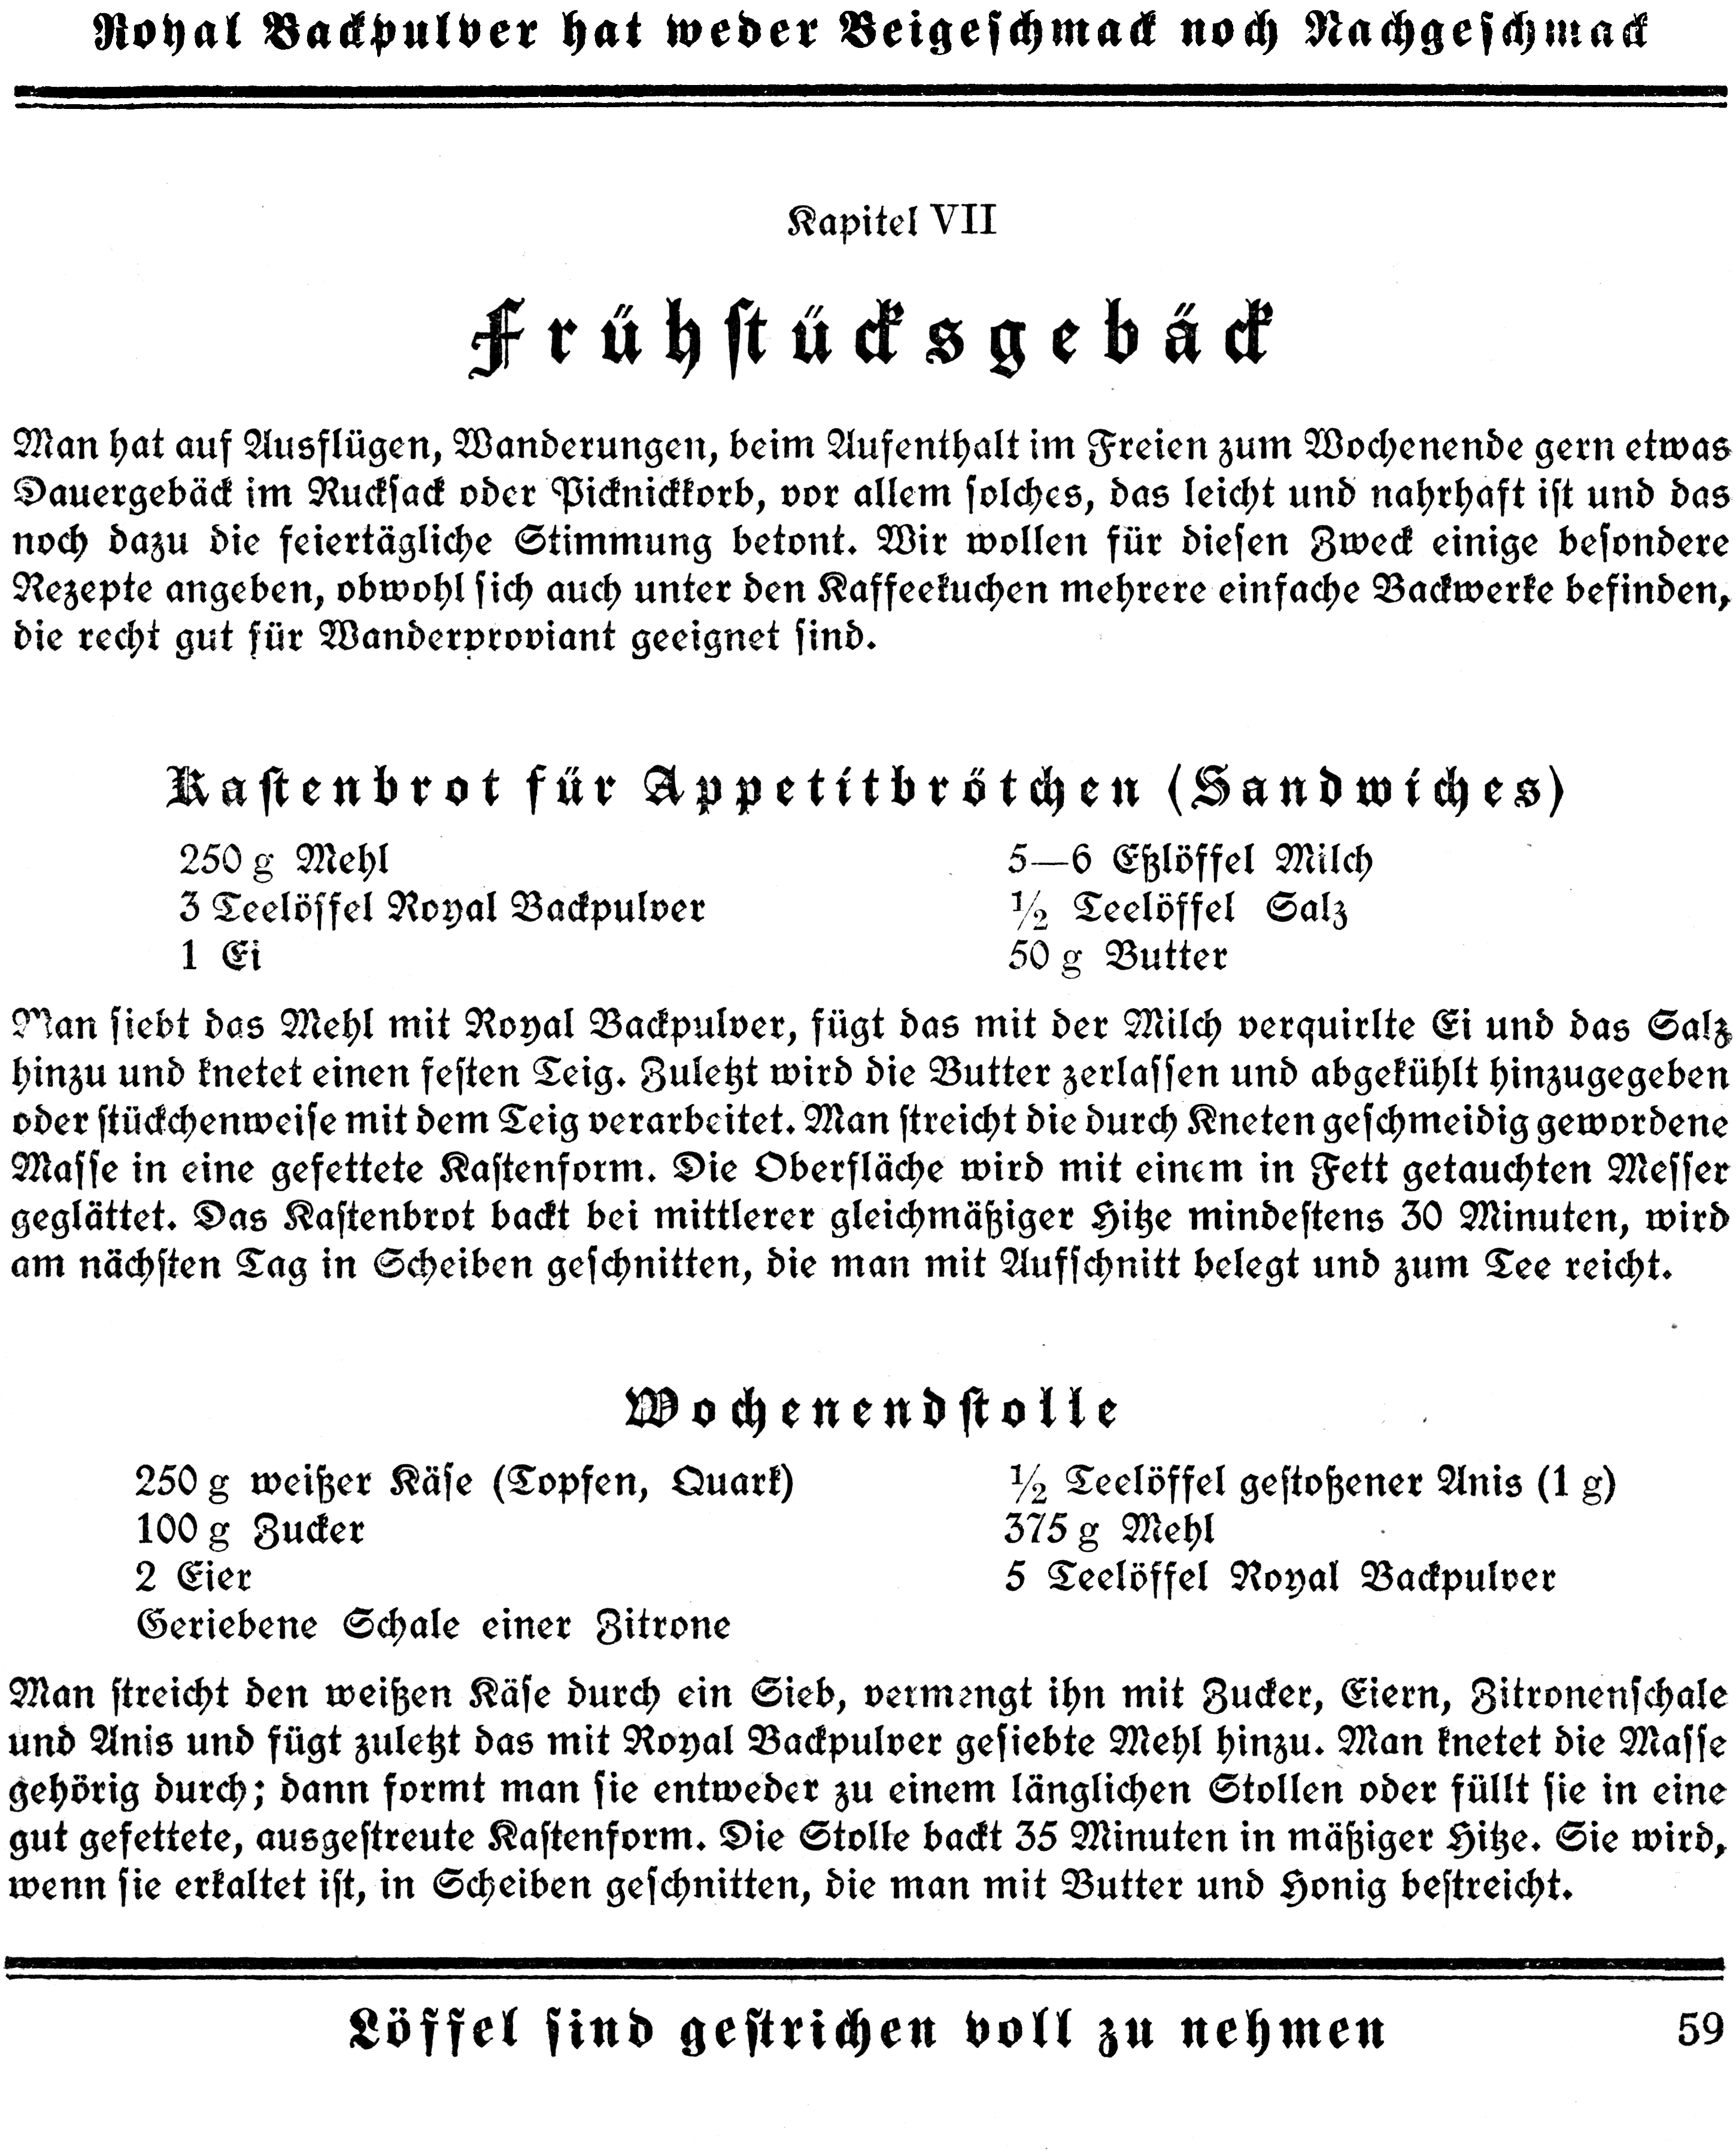 Royal Backpulver hat weder Beigeschmack noch Nachgeschmack
Kapitel VII
Frühstücksgebäck
Man hat auf Ausflügen, Wanderungen, beim Aufenthalt im Freien zum Wochenende gern etwas
Dauergebäck im Rucksack oder Picknickkorb, vor allem solches, das leicht und nahrhaft ist und das
noch dazu die feiertägliche Stimmung betont. Wir wollen für diesen Zweck einige besondere
Rezepte angeben, obwohl sich auch unter den Kaffeekuchen mehrere einfache Backwerke befinden,
die recht gut für Wanderproviant geeignet sind.
Kastenbrot für Appetitbrötchen (Sandwiches)
250 g Mehl
3 Teelöffel Royal Backpulver
1 Ei
5—6 Eßlöffel Milch
½ Teelöffel Salz
50 g Butter
Man siebt das Mehl mit Royal Backpulver, fügt das mit der Milch verquirlte Ei und das Salz
hinzu und knetet einen festen Teig. Zuletzt wird die Butter zerlassen und abgekühlt hinzugegeben
oder stückchenweise mit dem Teig verarbeitet. Man streicht die durch Kneten geschmeidig gewordene
Masse in eine gefettete Kastenform. Die Oberfläche wird mit einem in Fett getauchten Messer
geglättet. Das Kastenbrot backt bei mittlerer gleichmäßiger Hitze mindestens 30 Minuten, wird
am nächsten Tag in Scheiben geschnitten, die man mit Aufschnitt belegt und zum Tee reicht.
Wochenendstolle
250 g weißer Käse (Topfen, Quark)
100 g Zucker
2 Eier
Geriebene Schale einer Zitrone
½ Teelöffel gestoßener Anis (1 g)
375 g Mehl
5 Teelöffel Royal Backpulver
Man streicht den weißen Käse durch ein Sieb, vermengt ihn mit Zucker, Eiern, Zitronenschale
und Anis und fügt zuletzt das mit Royal Backpulver gesiebte Mehl hinzu. Man knetet die Masse
gehörig durch; dann formt man sie entweder zu einem länglichen Stollen oder füllt sie in eine
gut gefettete, ausgestreute Kastenform. Die Stolle backt 35 Minuten in mäßiger Hitze. Sie wird,
wenn sie erkaltet ist, in Scheiben geschnitten, die man mit Butter und Honig bestreicht.
Löffel sind gestrichen voll zu nehmen
59